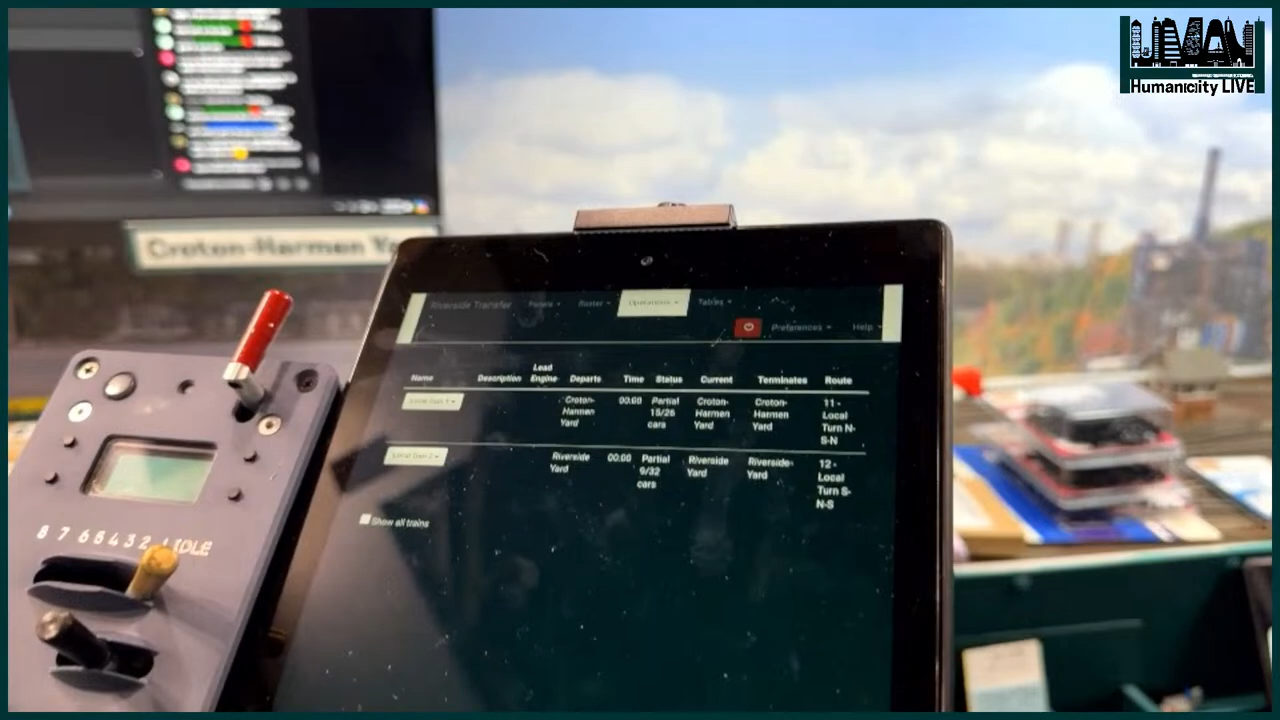 HUMAN
Humanicity LIVE
Croton-Harmon
Riverside Transfer Panels Roster Operations Tables
Preferences Help
Name Description Lead Engine Departs Time Status Current Terminates Route
Croton-Harmon Yard 00:00 Partial 15/26 cars Croton-Harmon Yard Croton-Harmon Yard 11 - Local Turn N-S-N
Riverside Yard 00:00 Partial 9/32 cars Riverside Yard Riverside Yard 12 - Local Turn S-N-S
Show all trains
8 7 6 5 4 3 2 1 IDLE